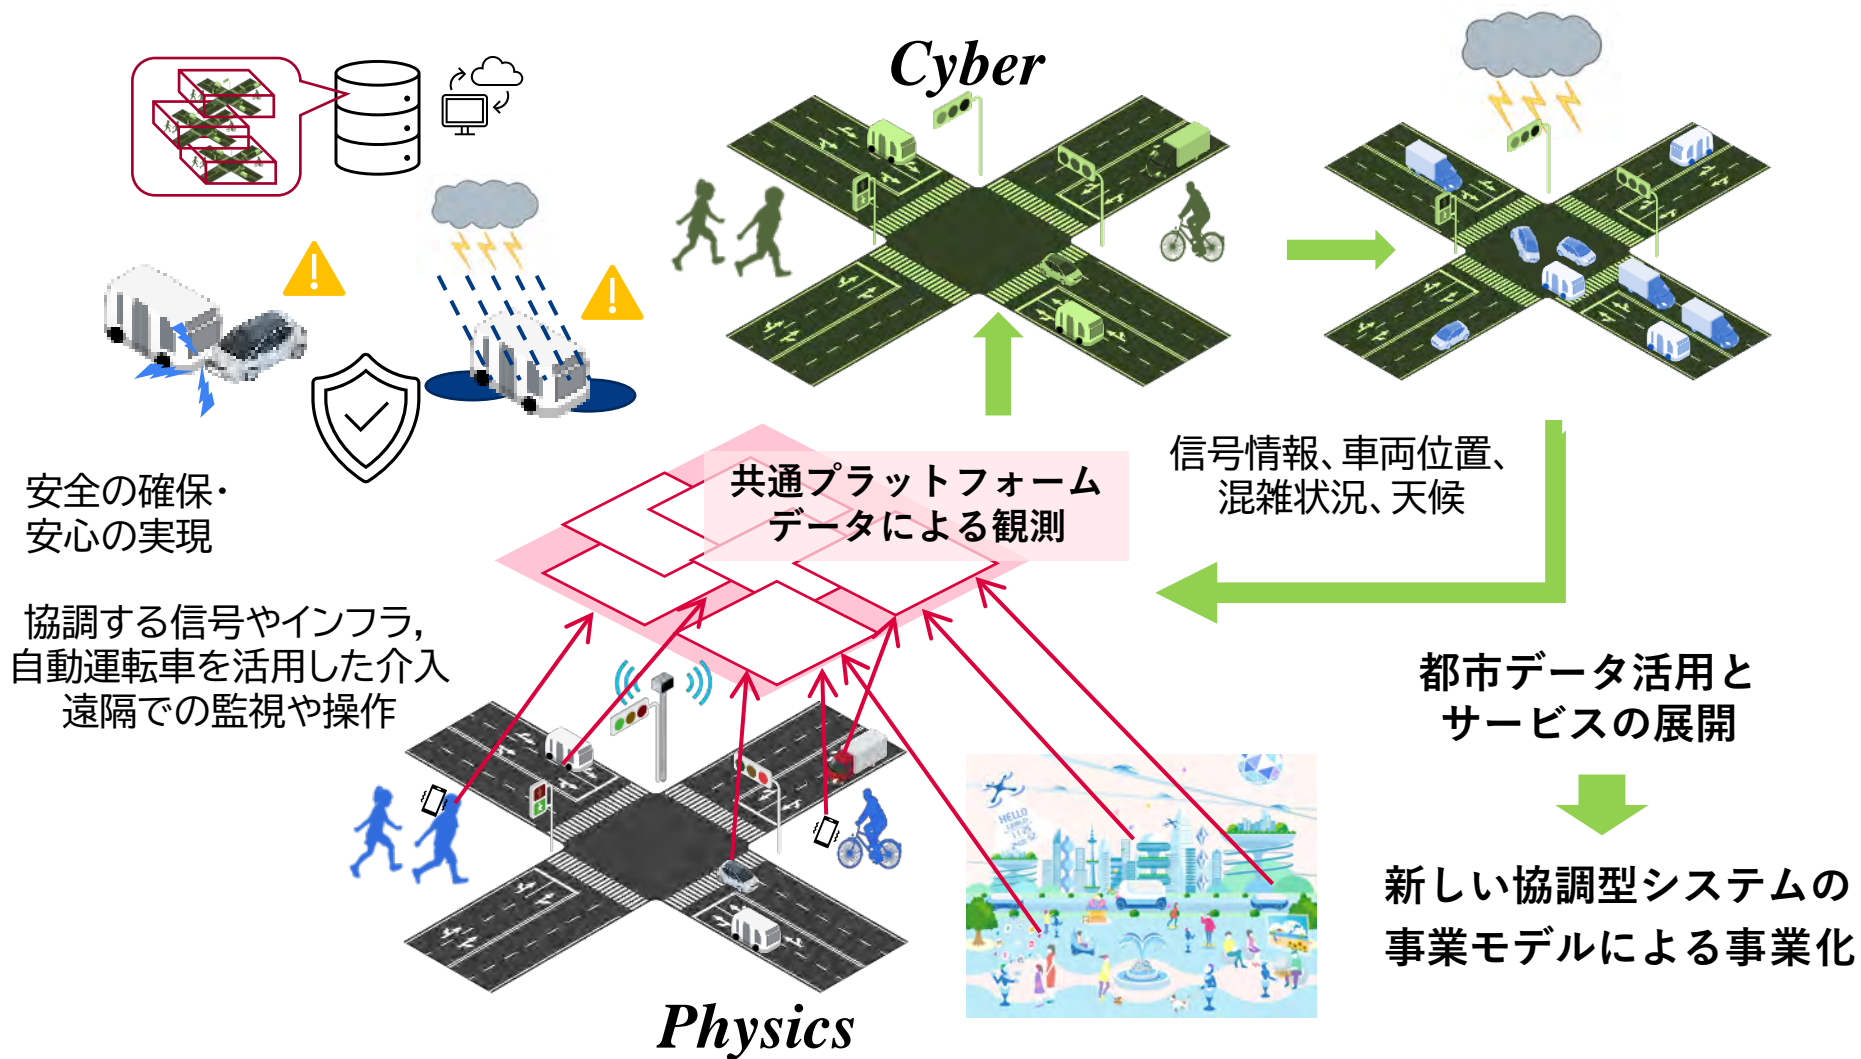 Cyber
安全の確保・
安心の実現
共通プラットフォーム
データによる観測
信号情報、車両位置、
混雑状況、天候
協調する信号やインフラ,
自動運転車を活用した介入
遠隔での監視や操作
都市データ活用と
サービスの展開
新しい協調型システムの
事業モデルによる事業化
HELLO
Physics